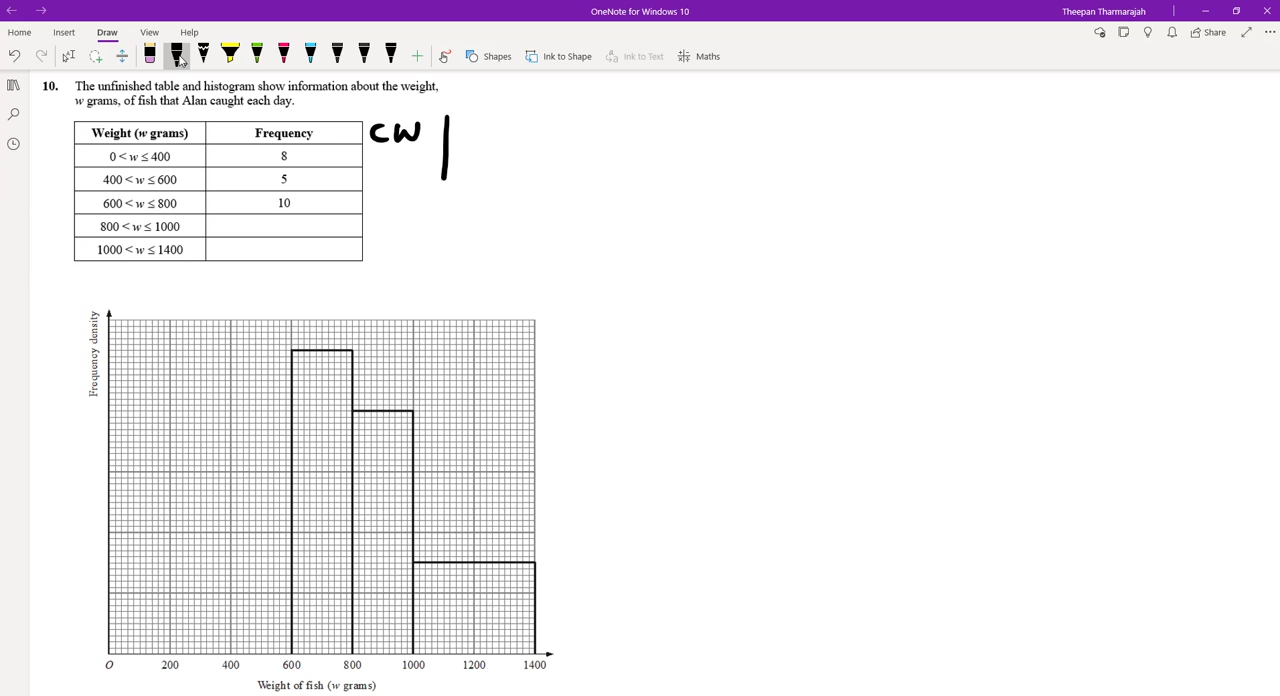 OneNote for Windows 10
Theepan Tharmarajah
Home Insert Draw View Help
Share
Shapes Ink to Shape Ink to Text Maths
10. The unfinished table and histogram show information about the weight,
w grams, of fish that Alan caught each day.
Weight (w grams) Frequency
CW
0 < w ≤ 400 8
400 < w ≤ 600 5
600 < w ≤ 800 10
800 < w ≤ 1000
1000 < w ≤ 1400
Frequency density
O 200 400 600 800 1000 1200 1400
Weight of fish (w grams)